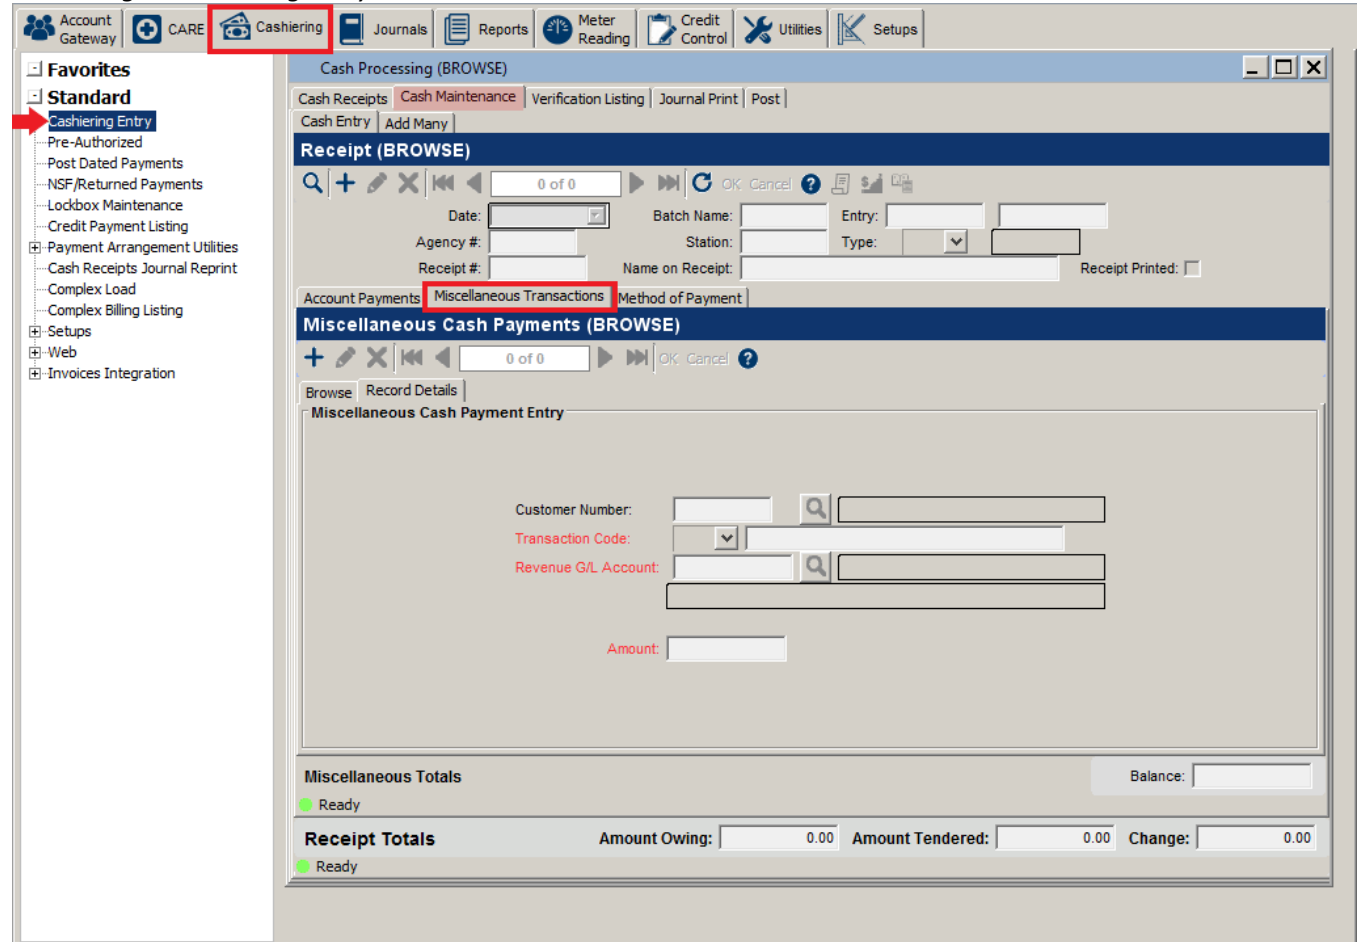 Account Gateway CARE Cashiering Journals Reports Meter Reading Credit Control Utilities Setups
Favorites
Standard
Cashiering Entry
Pre-Authorized
Post Dated Payments
NSF/Returned Payments
Lockbox Maintenance
Credit Payment Listing
Payment Arrangement Utilities
Cash Receipts Journal Reprint
Complex Load
Complex Billing Listing
Setups
Web
Invoices Integration
Cash Processing (BROWSE)
Cash Receipts Cash Maintenance Verification Listing Journal Print Post
Cash Entry Add Many
Receipt (BROWSE)
0 of 0 OK Cancel
Date: Batch Name: Entry:
Agency #: Station: Type:
Receipt #: Name on Receipt: Receipt Printed:
Account Payments Miscellaneous Transactions Method of Payment
Miscellaneous Cash Payments (BROWSE)
0 of 0 OK Cancel
Browse Record Details
Miscellaneous Cash Payment Entry
Customer Number:
Transaction Code:
Revenue G/L Account:
Amount:
Miscellaneous Totals Balance:
Ready
Receipt Totals Amount Owing: 0.00 Amount Tendered: 0.00 Change: 0.00
Ready